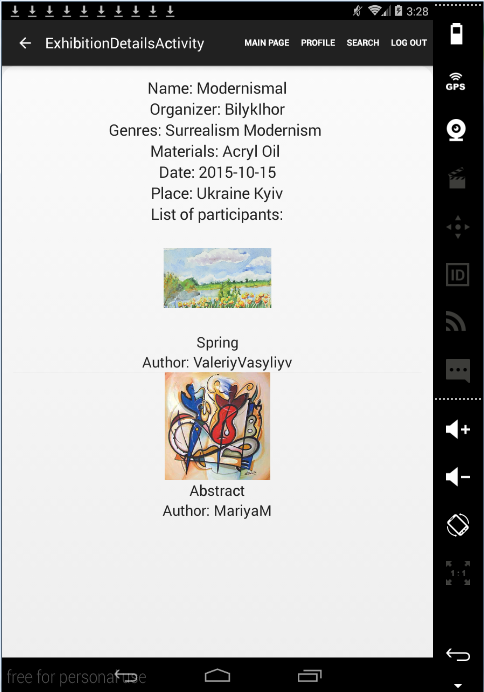 3:28
ExhibitionDetailsActivity MAIN PAGE PROFILE SEARCH LOG OUT
GPS
Name: Modernismal
Organizer: BilykIhor
Genres: Surrealism Modernism
Materials: Acryl Oil
Date: 2015-10-15
Place: Ukraine Kyiv
List of participants:
ID
Spring
Author: ValeriyVasyliyv
Abstract
Author: MariyaM
1:1
free for personal use